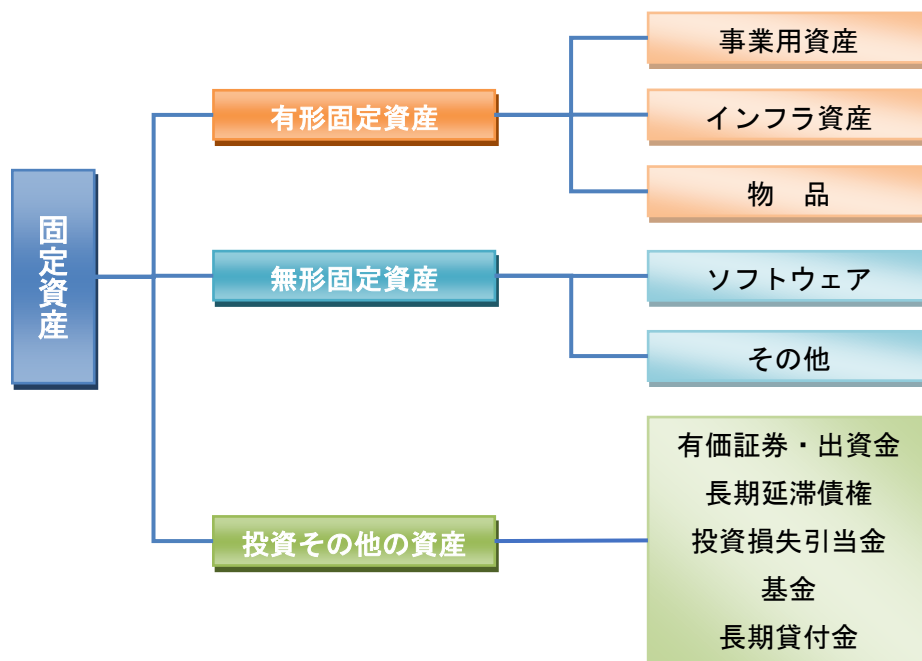 固定資産
有形固定資産
事業用資産
インフラ資産
物　品
無形固定資産
ソフトウェア
その他
投資その他の資産
有価証券・出資金
長期延滞債権
投資損失引当金
基金
長期貸付金